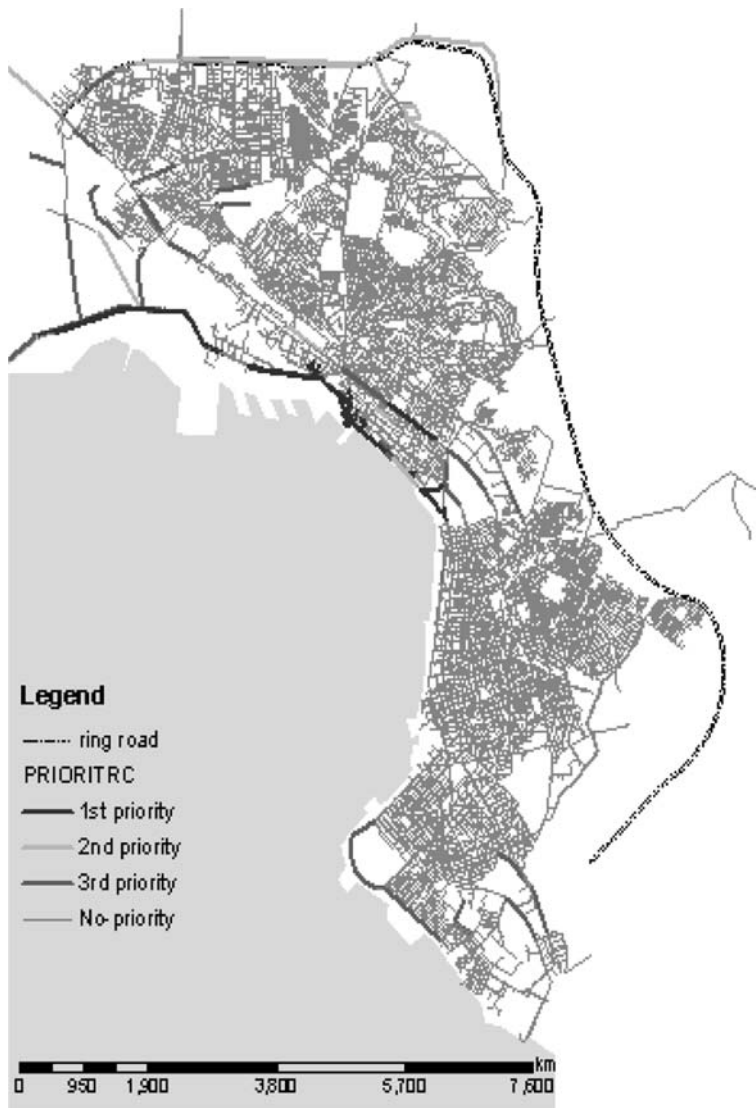 Legend
ring road
PRIORITRC
1st priority
2nd priority
3rd priority
No-priority
km
0 950 1,900 3,800 5,700 7,600